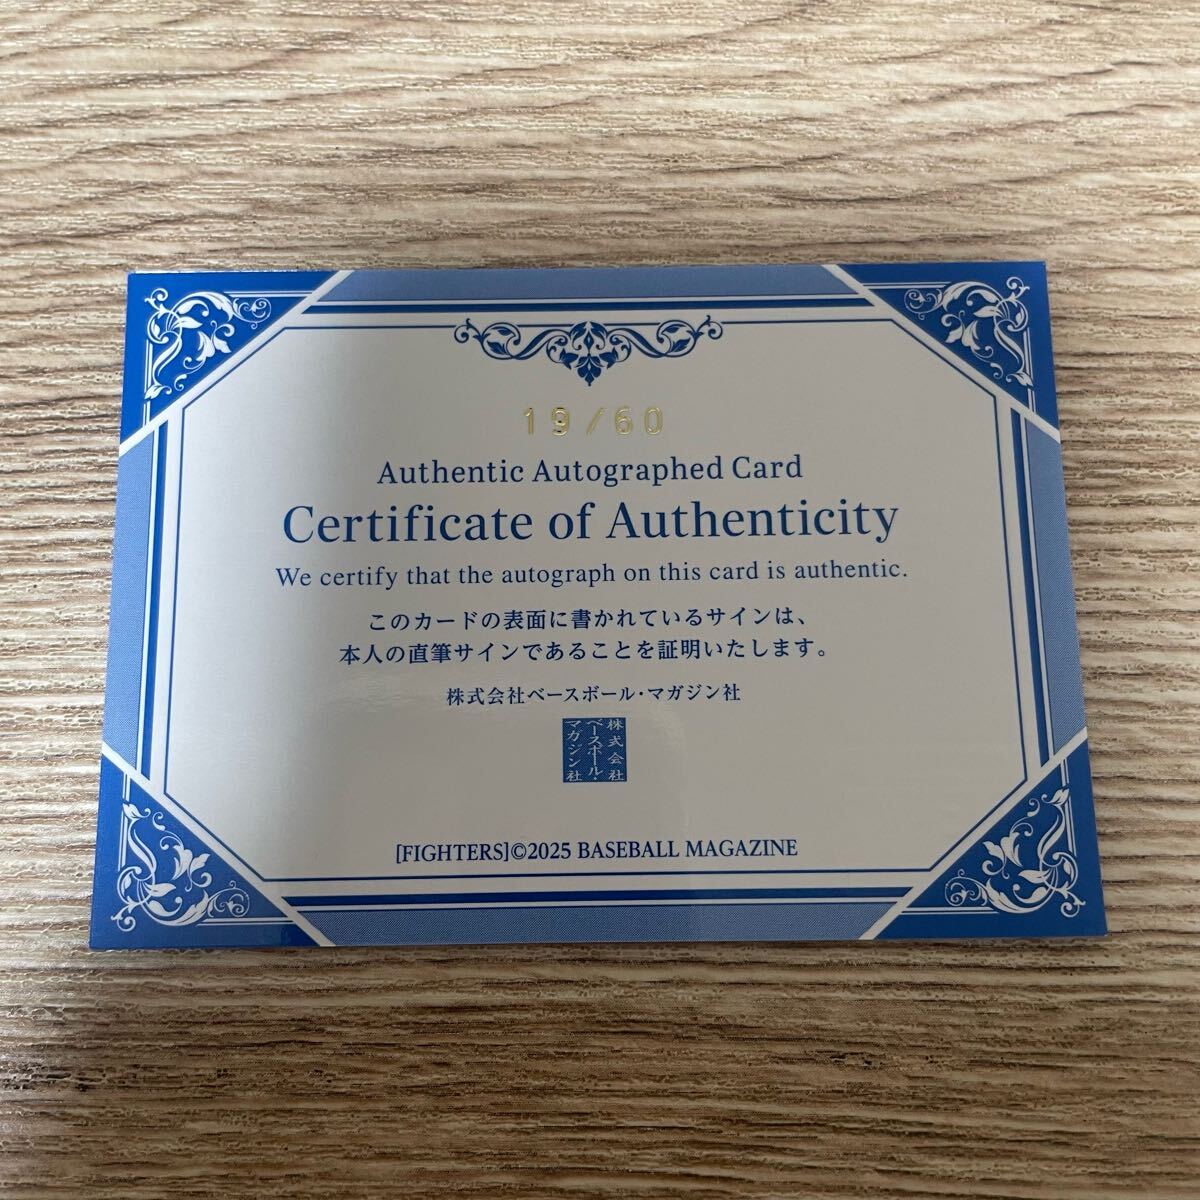 19/60
Authentic Autographed Card
Certificate of Authenticity
We certify that the autograph on this card is authentic.
このカードの表面に書かれているサインは、
本人の直筆サインであることを証明いたします。
株式会社ベースボール・マガジン社
株式会社
ベースボール・
マガジン社
[FIGHTERS]©2025 BASEBALL MAGAZINE